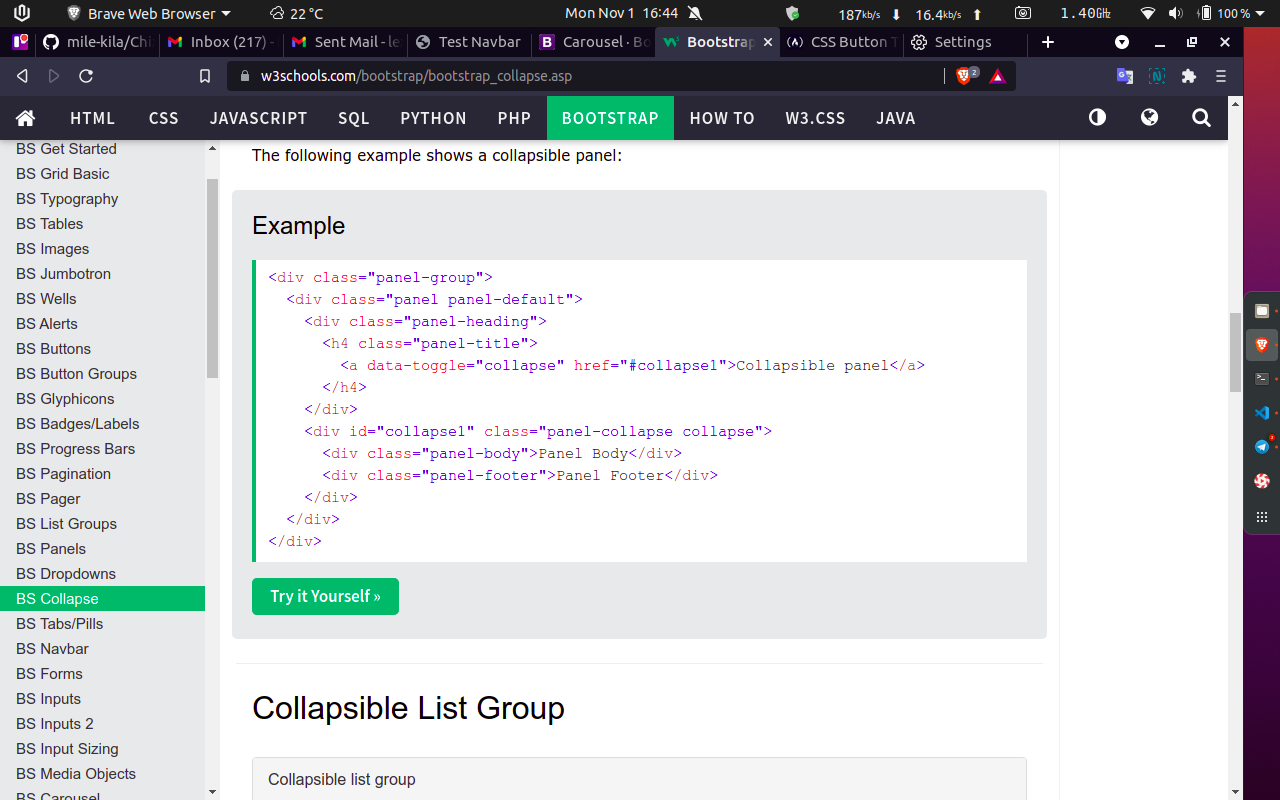 Brave Web Browser
22 °C
Mon Nov 1 16:44
187kb/s
16.4kb/s
1.40GHz
100 %
mile-kila/Chi
Inbox (217) -
Sent Mail - le
Test Navbar
Carousel · Bo
Bootstrap
CSS Button T
Settings
w3schools.com/bootstrap/bootstrap_collapse.asp
2
HTML
CSS
JAVASCRIPT
SQL
PYTHON
PHP
BOOTSTRAP
HOW TO
W3.CSS
JAVA
BS Get Started
BS Grid Basic
BS Typography
BS Tables
BS Images
BS Jumbotron
BS Wells
BS Alerts
BS Buttons
BS Button Groups
BS Glyphicons
BS Badges/Labels
BS Progress Bars
BS Pagination
BS Pager
BS List Groups
BS Panels
BS Dropdowns
BS Collapse
BS Tabs/Pills
BS Navbar
BS Forms
BS Inputs
BS Inputs 2
BS Input Sizing
BS Media Objects
BS Carousel
The following example shows a collapsible panel:
Example
<div class="panel-group">
  <div class="panel panel-default">
    <div class="panel-heading">
      <h4 class="panel-title">
        <a data-toggle="collapse" href="#collapse1">Collapsible panel</a>
      </h4>
    </div>
    <div id="collapse1" class="panel-collapse collapse">
      <div class="panel-body">Panel Body</div>
      <div class="panel-footer">Panel Footer</div>
    </div>
  </div>
</div>
Try it Yourself »
Collapsible List Group
Collapsible list group